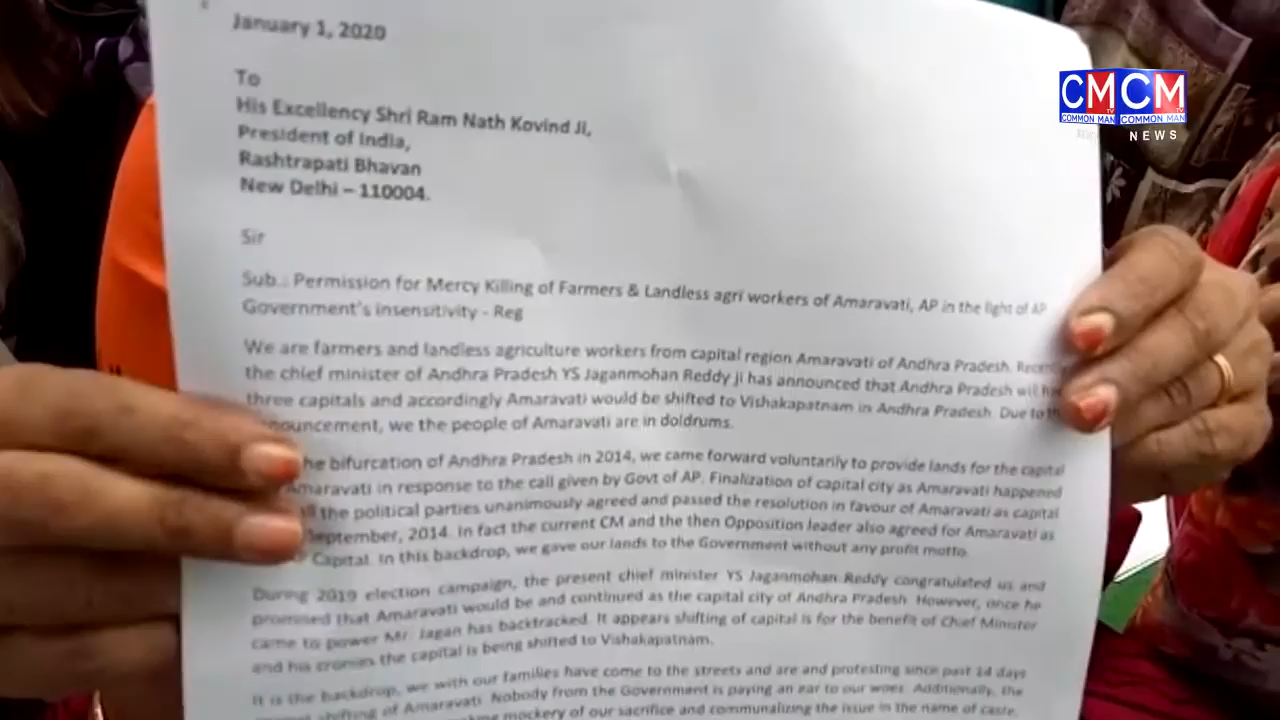 January 1, 2020
To
His Excellency Shri Ram Nath Kovind Ji,
President of India,
Rashtrapati Bhavan
New Delhi – 110004.
Sir
Sub.: Permission for Mercy Killing of Farmers & Landless agri workers of Amaravati, AP in the light of AP
Government's insensitivity - Reg
We are farmers and landless agriculture workers from capital region Amaravati of Andhra Pradesh.
the chief minister of Andhra Pradesh YS Jaganmohan Reddy ji has announced that Andhra Pradesh will
three capitals and accordingly Amaravati would be shifted to Vishakapatnam in Andhra Pradesh. Due to
we the people of Amaravati are in doldrums.
bifurcation of Andhra Pradesh in 2014, we came forward voluntarily to provide lands for the capital
Amaravati in response to the call given by Govt of AP. Finalization of capital city as Amaravati happened
the political parties unanimously agreed and passed the resolution in favour of Amaravati as capital
September, 2014. In fact the current CM and the then Opposition leader also agreed for Amaravati as
Capital. In this backdrop, we gave our lands to the Government without any profit motto.
During 2019 election campaign, the present chief minister YS Jaganmohan Reddy congratulated us and
promised that Amaravati would be and continued as the capital city of Andhra Pradesh. However, once he
came to power Mr. Jagan has backtracked. It appears shifting of capital is for the benefit of Chief Minister
and his cronies the capital is being shifted to Vishakapatnam.
It is the backdrop, we with our families have come to the streets and are and protesting since past 14 days
shifting of Amaravati. Nobody from the Government is paying an ear to our woes. Additionally, the
mockery of our sacrifice and communalizing the issue in the name of caste.
CMCM
TV TV
COMMON MAN COMMON MAN
NEWS